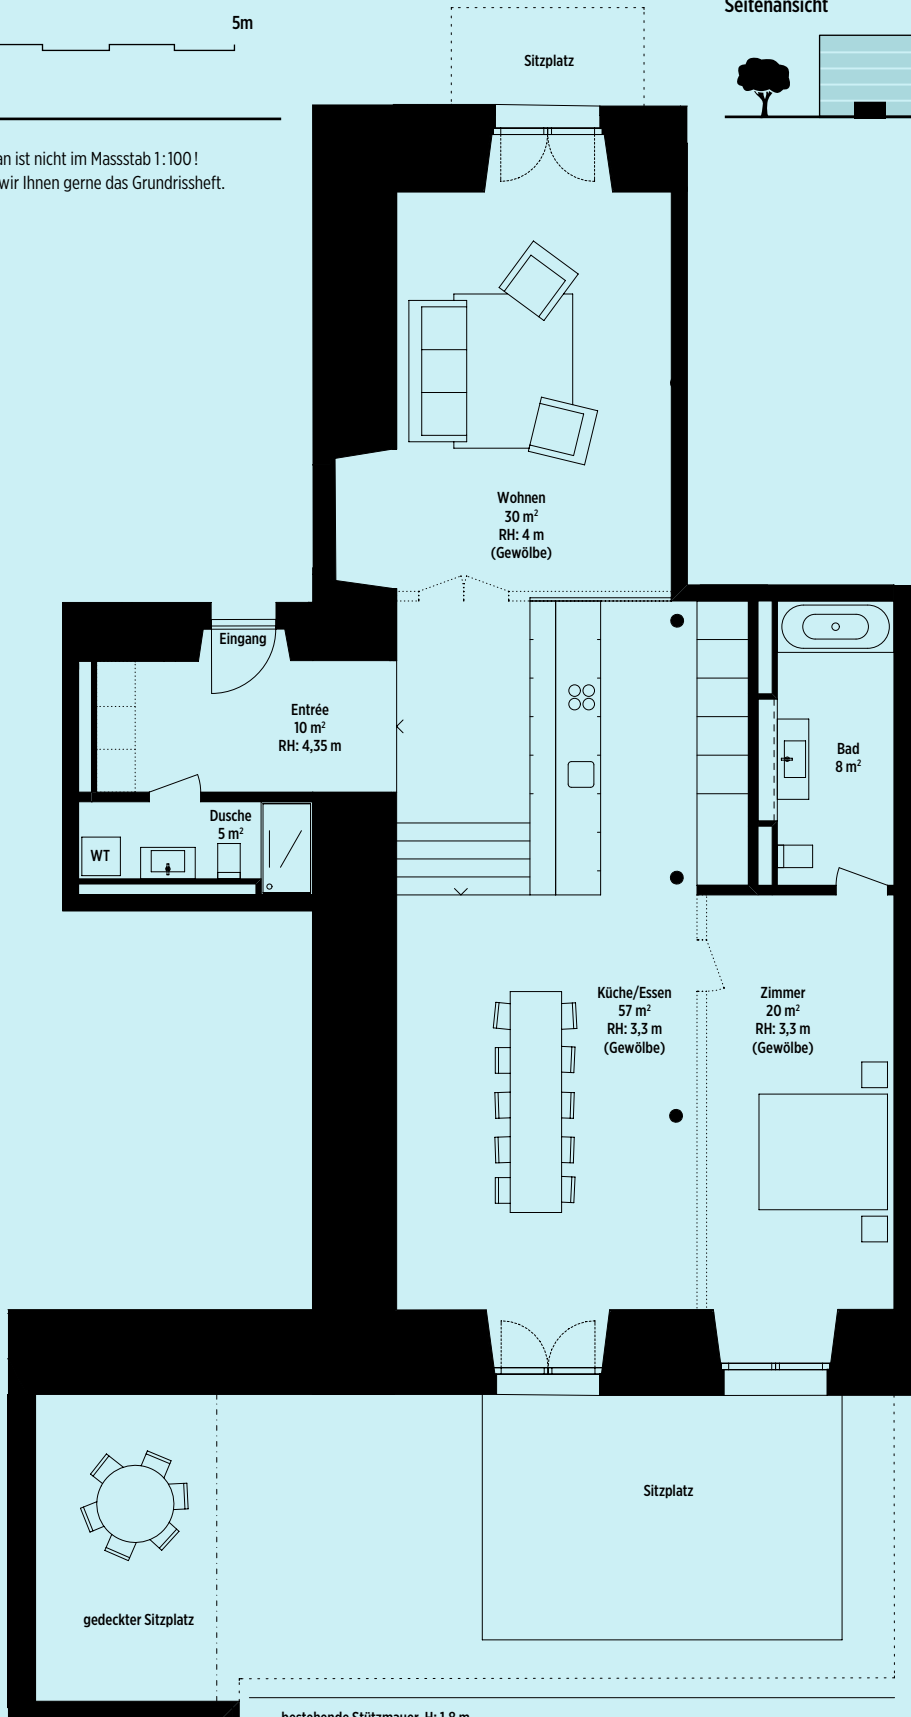 5m
Seitenansicht
Sitzplatz
an ist nicht im Massstab 1:100!
wir Ihnen gerne das Grundrissheft.
Wohnen
30 m²
RH: 4 m
(Gewölbe)
Eingang
Entrée
10 m²
RH: 4,35 m
Bad
8 m²
Dusche
5 m²
WT
Küche/Essen
57 m²
RH: 3,3 m
(Gewölbe)
Zimmer
20 m²
RH: 3,3 m
(Gewölbe)
Sitzplatz
gedeckter Sitzplatz
bestehende Stützmauer, H: 1,8 m